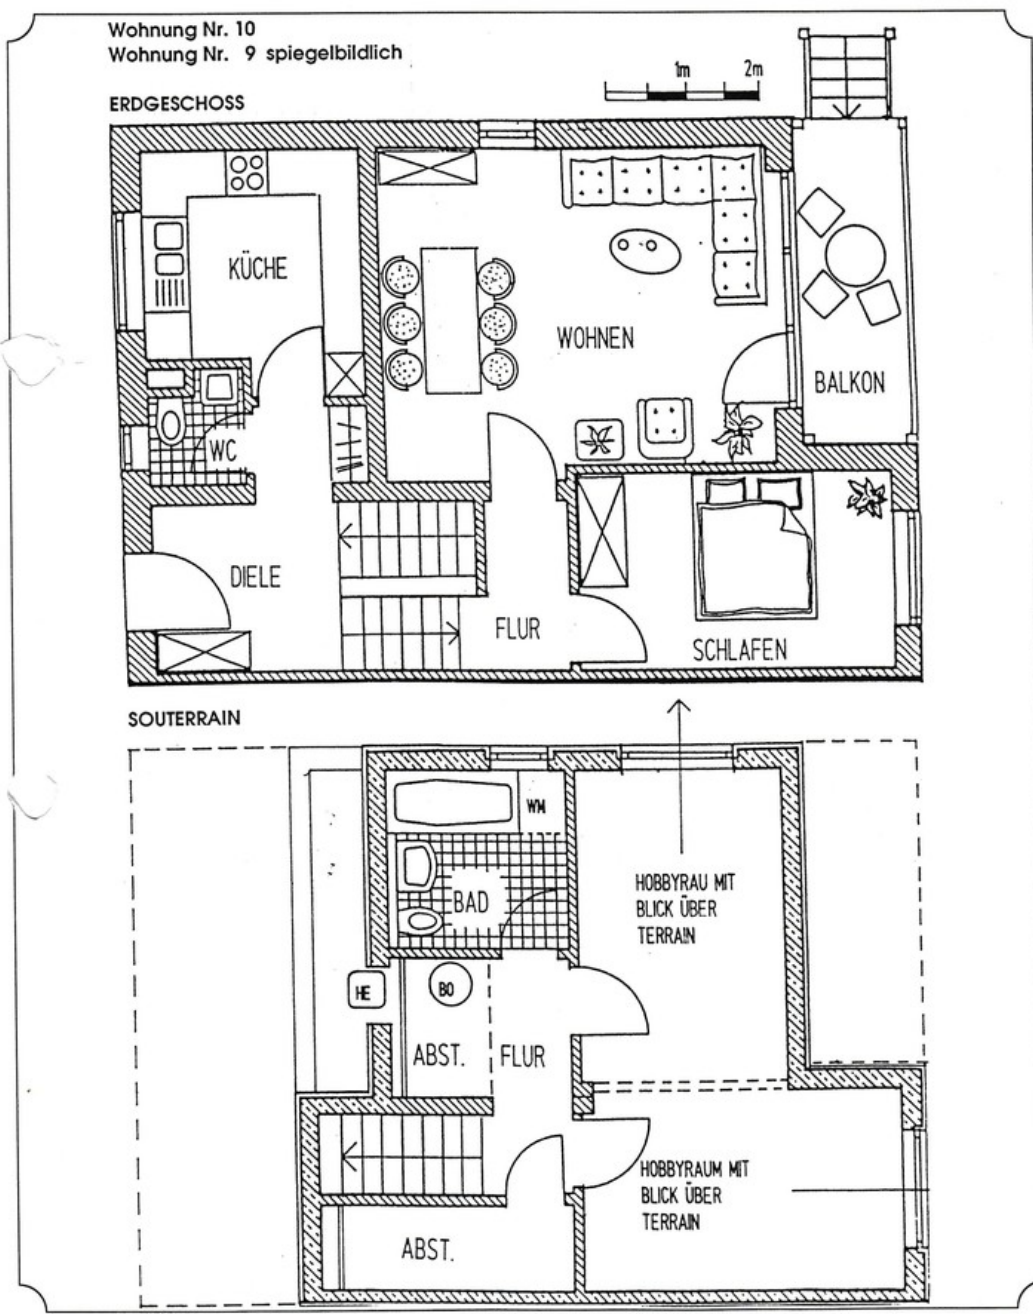 Wohnung Nr. 10
Wohnung Nr. 9 spiegelbildlich
1m 2m
ERDGESCHOSS
KÜCHE
WOHNEN
BALKON
WC
DIELE
FLUR
SCHLAFEN
SOUTERRAIN
WM
HOBBYRAU MIT
BLICK ÜBER
TERRAIN
BAD
HE
BO
ABST.
FLUR
HOBBYRAUM MIT
BLICK ÜBER
TERRAIN
ABST.